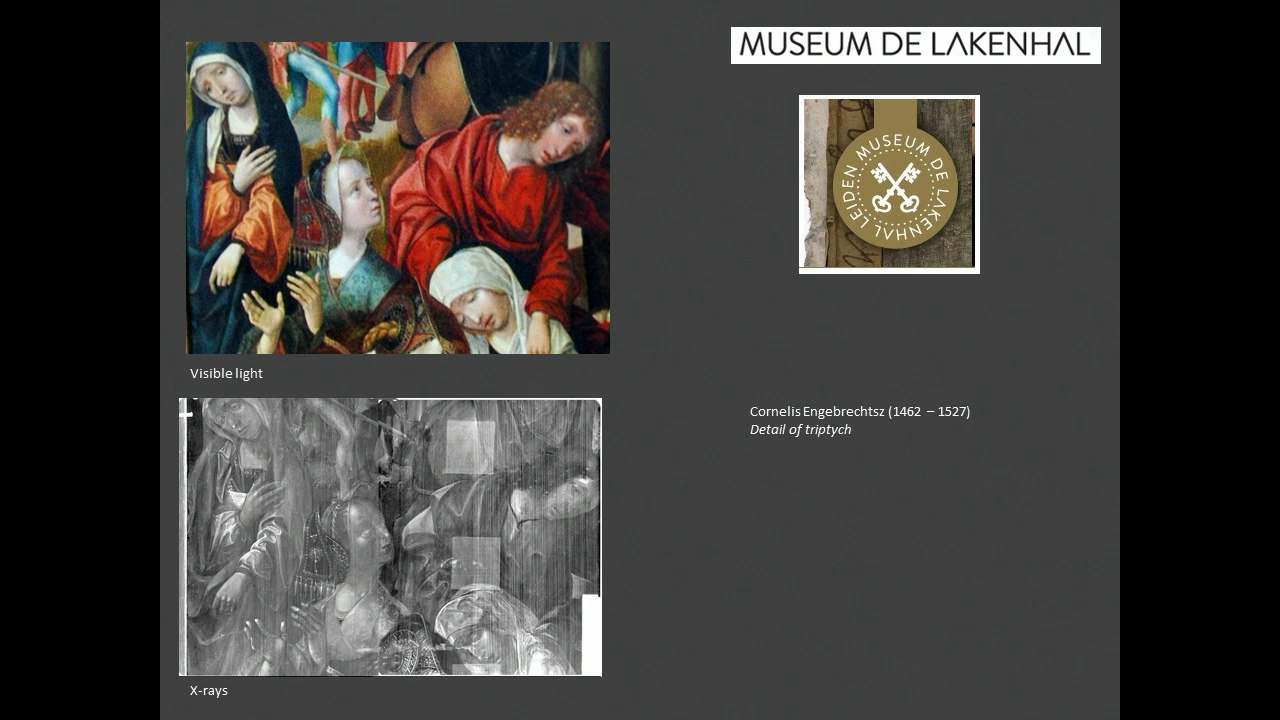 MUSEUM DE LAKENHAL
MUSEUM DE LAKENHAL LEIDEN
Visible light
Cornelis Engebrechtsz (1462 – 1527)
Detail of triptych
X-rays